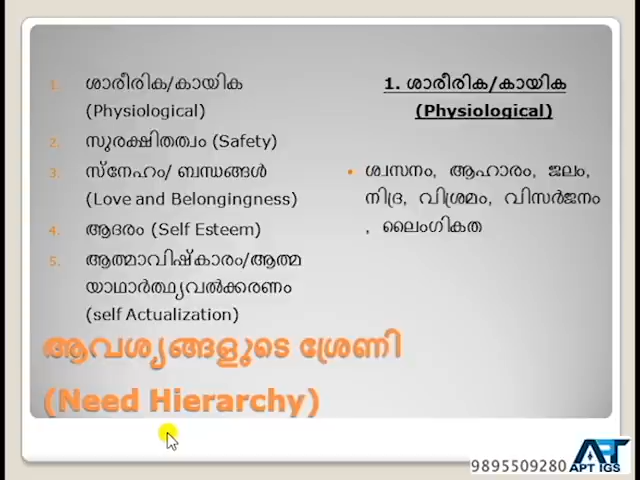 1. ശാരീരിക/കായിക
(Physiological)
2. സുരക്ഷിതത്വം (Safety)
3. സ്നേഹം/ ബന്ധങ്ങൾ
(Love and Belongingness)
4. ആദരം (Self Esteem)
5. ആത്മാവിഷ്കാരം/ആത്മ
യാഥാർത്ഥ്യവൽക്കരണം
(self Actualization)
1. ശാരീരിക/കായിക
(Physiological)
• ശ്വസനം, ആഹാരം, ജലം,
നിദ്ര, വിശ്രമം, വിസർജനം
, ലൈംഗികത
ആവശ്യങ്ങളുടെ ശ്രേണി
(Need Hierarchy)
APT
9895509280 APT IGS